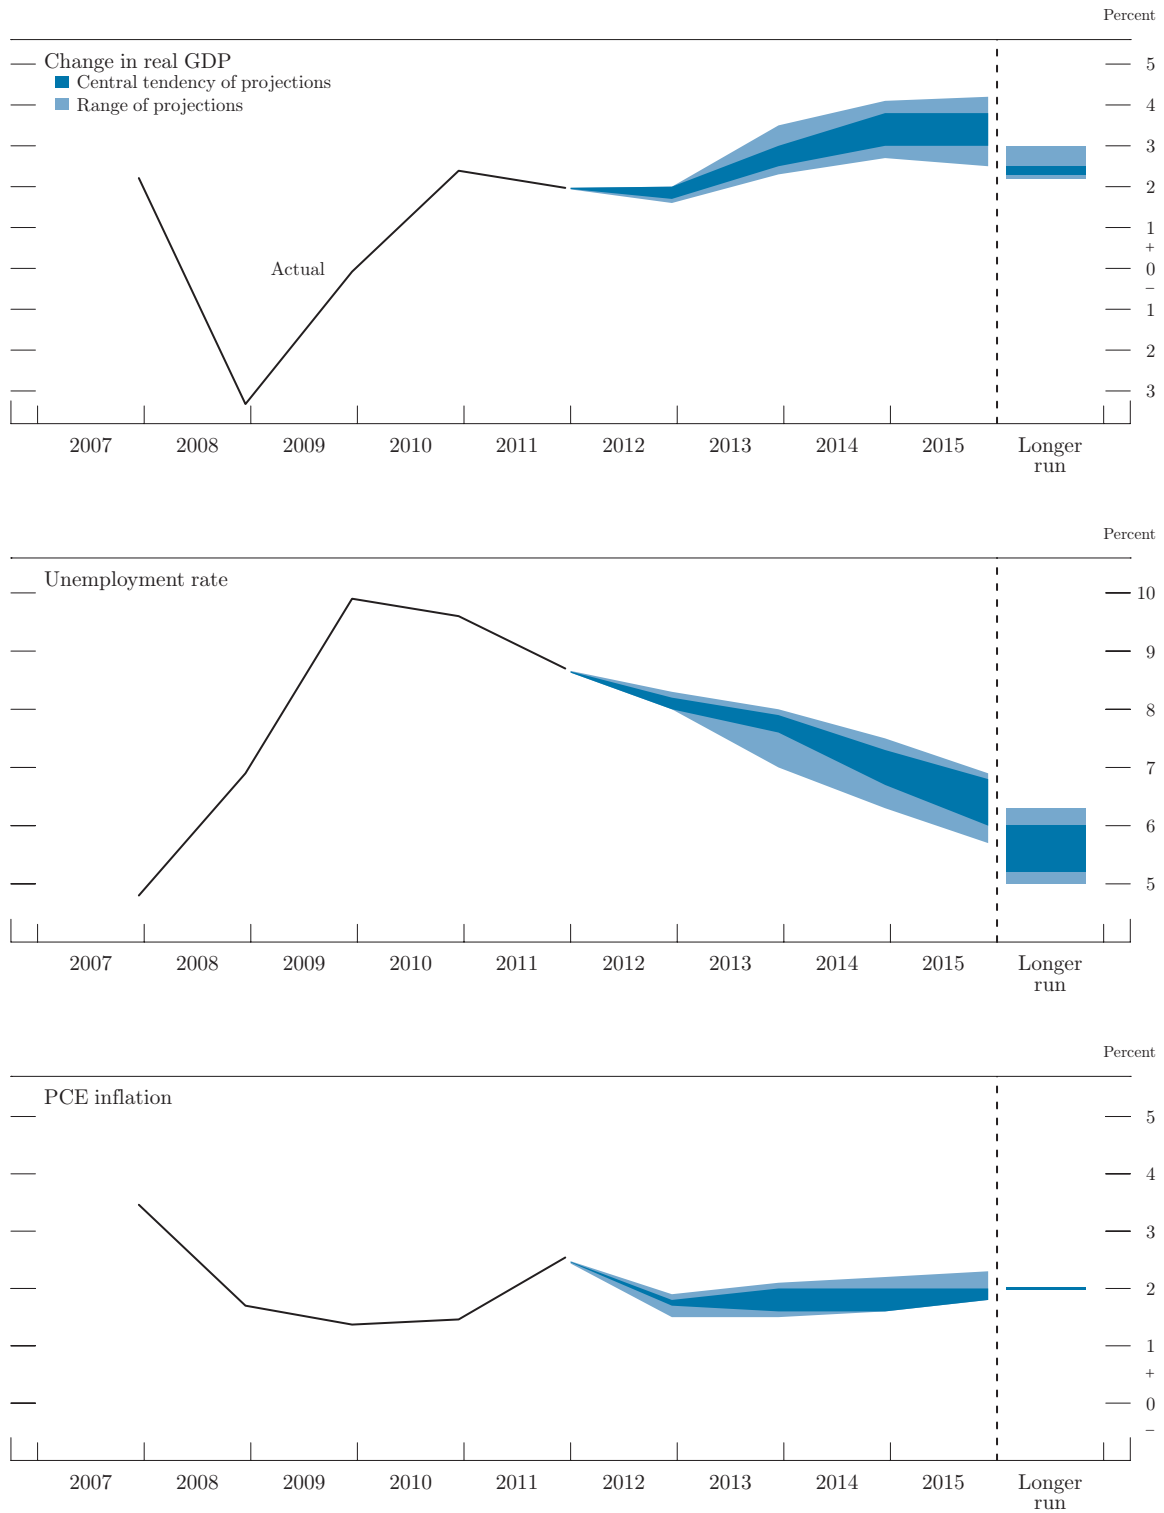 Percent
Change in real GDP
Central tendency of projections
Range of projections
5
4
3
2
1
+
0
−
1
2
3
Actual
2007 2008 2009 2010 2011 2012 2013 2014 2015 Longer
run
Percent
Unemployment rate
10
9
8
7
6
5
2007 2008 2009 2010 2011 2012 2013 2014 2015 Longer
run
Percent
PCE inflation
5
4
3
2
1
+
0
−
2007 2008 2009 2010 2011 2012 2013 2014 2015 Longer
run